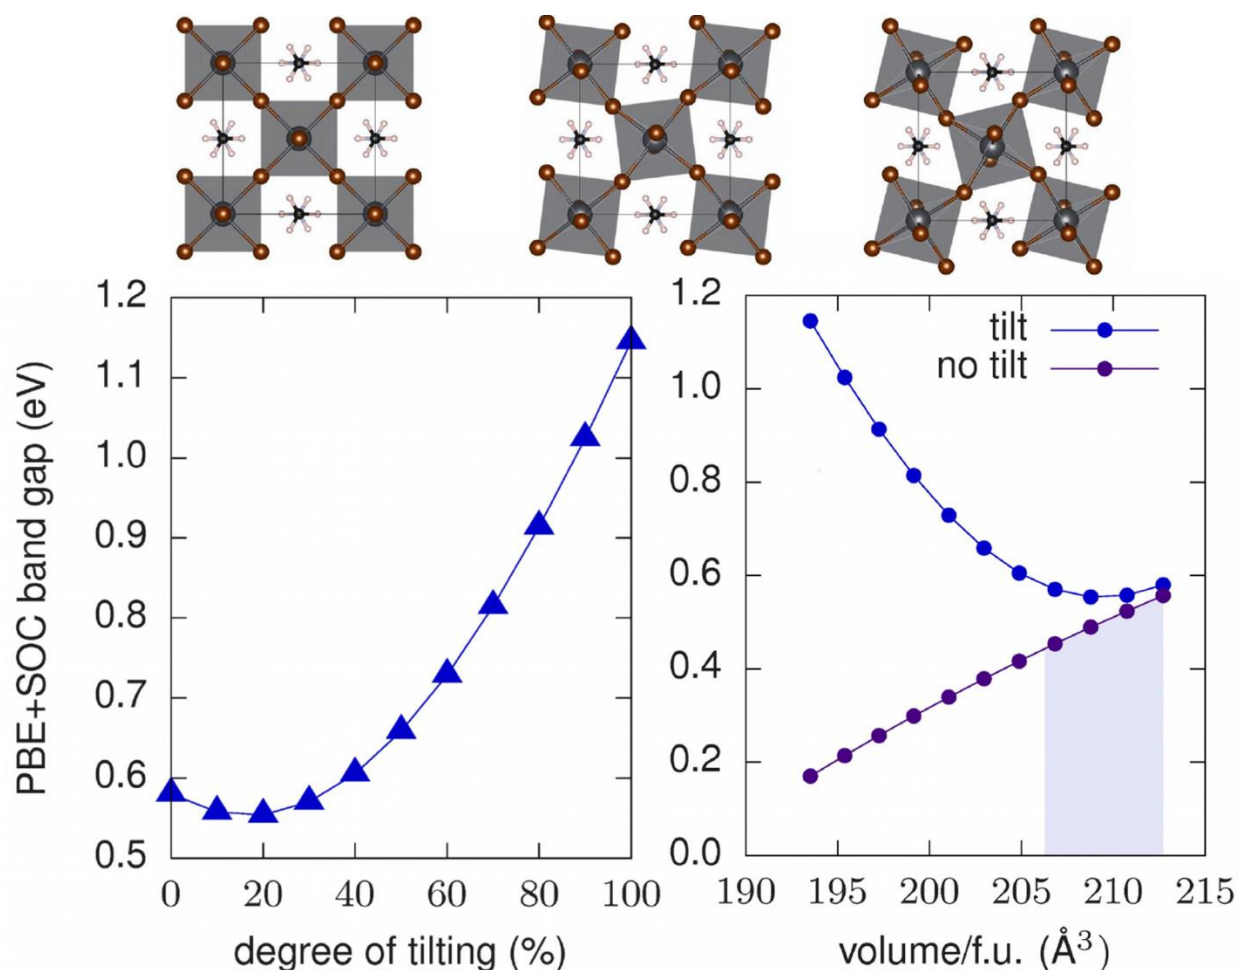 PBE+SOC band gap (eV)
1.2
1.1
1.0
0.9
0.8
0.7
0.6
0.5
0 20 40 60 80 100
degree of tilting (%)
1.2
1.0
0.8
0.6
0.4
0.2
0.0
tilt
no tilt
190 195 200 205 210 215
volume/f.u. (Å³)